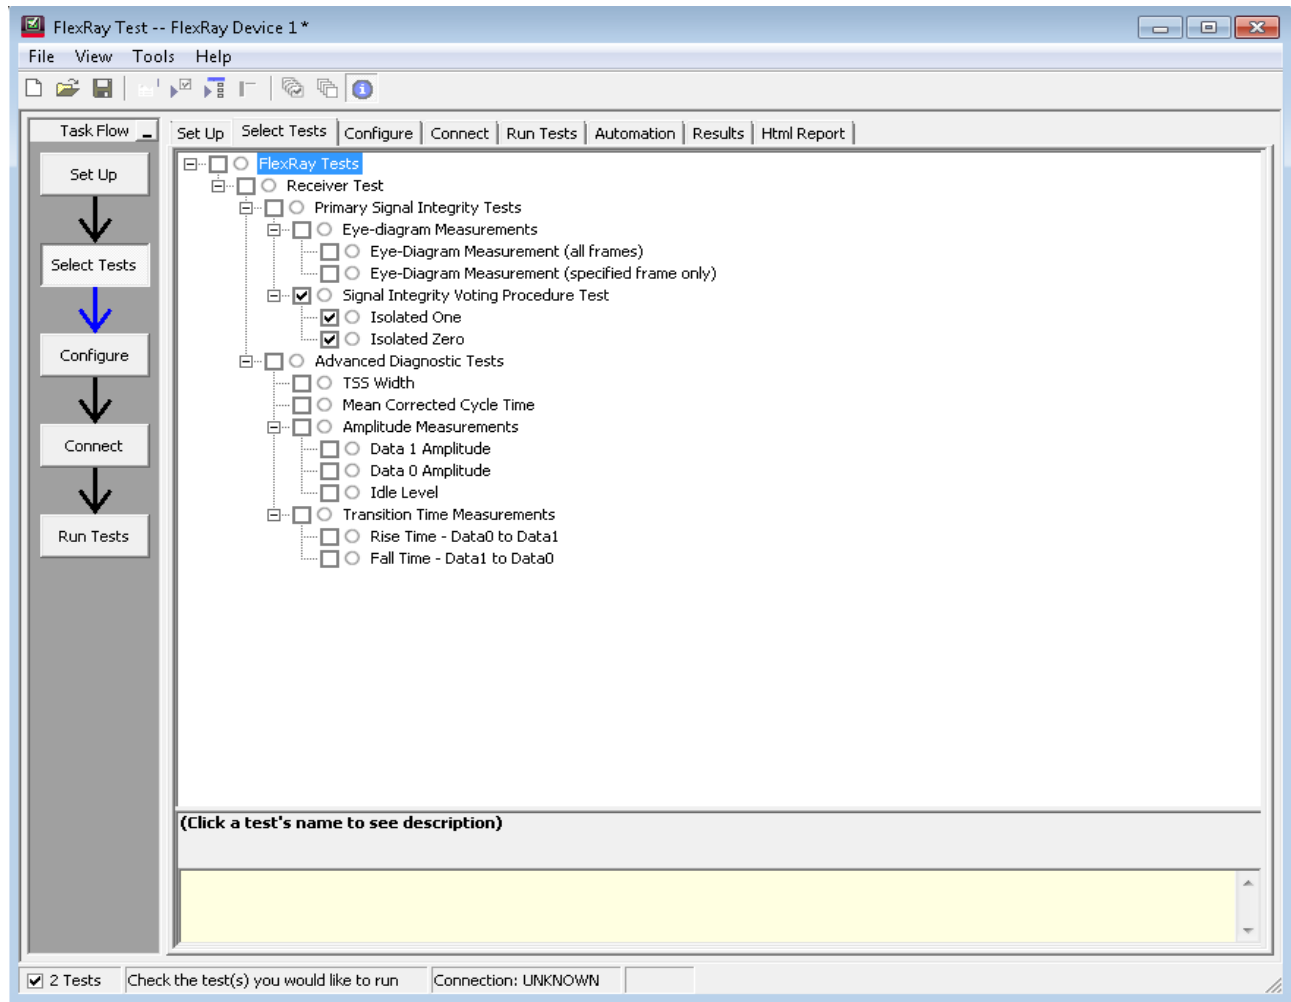 FlexRay Test -- FlexRay Device 1 *
File View Tools Help
Task Flow
Set Up Select Tests Configure Connect Run Tests Automation Results Html Report
Set Up
Select Tests
Configure
Connect
Run Tests
FlexRay Tests
Receiver Test
Primary Signal Integrity Tests
Eye-diagram Measurements
Eye-Diagram Measurement (all frames)
Eye-Diagram Measurement (specified frame only)
Signal Integrity Voting Procedure Test
Isolated One
Isolated Zero
Advanced Diagnostic Tests
TSS Width
Mean Corrected Cycle Time
Amplitude Measurements
Data 1 Amplitude
Data 0 Amplitude
Idle Level
Transition Time Measurements
Rise Time - Data0 to Data1
Fall Time - Data1 to Data0
(Click a test's name to see description)
2 Tests Check the test(s) you would like to run Connection: UNKNOWN